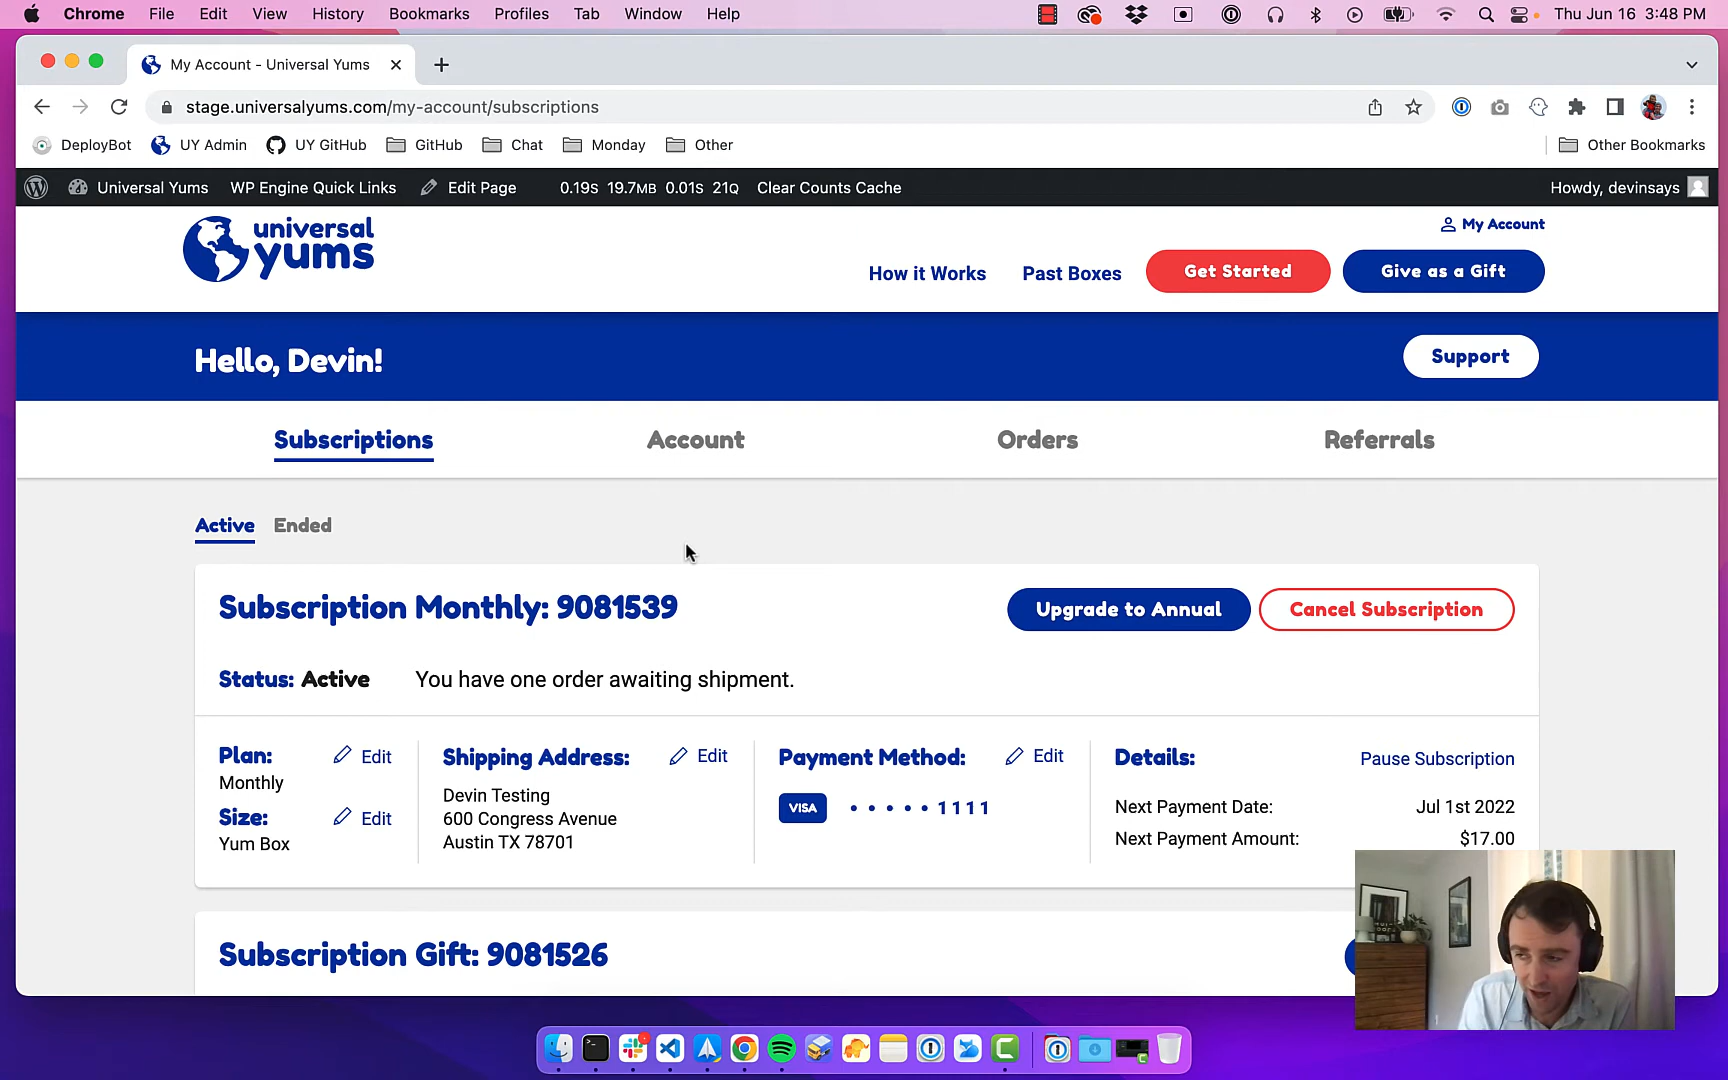 Chrome File Edit View History Bookmarks Profiles Tab Window Help Thu Jun 16 3:48 PM
My Account - Universal Yums
stage.universalyums.com/my-account/subscriptions
DeployBot UY Admin UY GitHub GitHub Chat Monday Other Other Bookmarks
Universal Yums WP Engine Quick Links Edit Page 0.19S 19.7MB 0.01S 21Q Clear Counts Cache Howdy, devinsays
universal
yums
My Account
How it Works Past Boxes Get Started Give as a Gift
Hello, Devin! Support
Subscriptions Account Orders Referrals
Active Ended
Subscription Monthly: 9081539 Upgrade to Annual Cancel Subscription
Status: Active You have one order awaiting shipment.
Plan: Edit Shipping Address: Edit Payment Method: Edit Details: Pause Subscription
Monthly
Size: Edit
Yum Box
Devin Testing
600 Congress Avenue
Austin TX 78701
VISA • • • • • 1111
Next Payment Date: Jul 1st 2022
Next Payment Amount: $17.00
Subscription Gift: 9081526